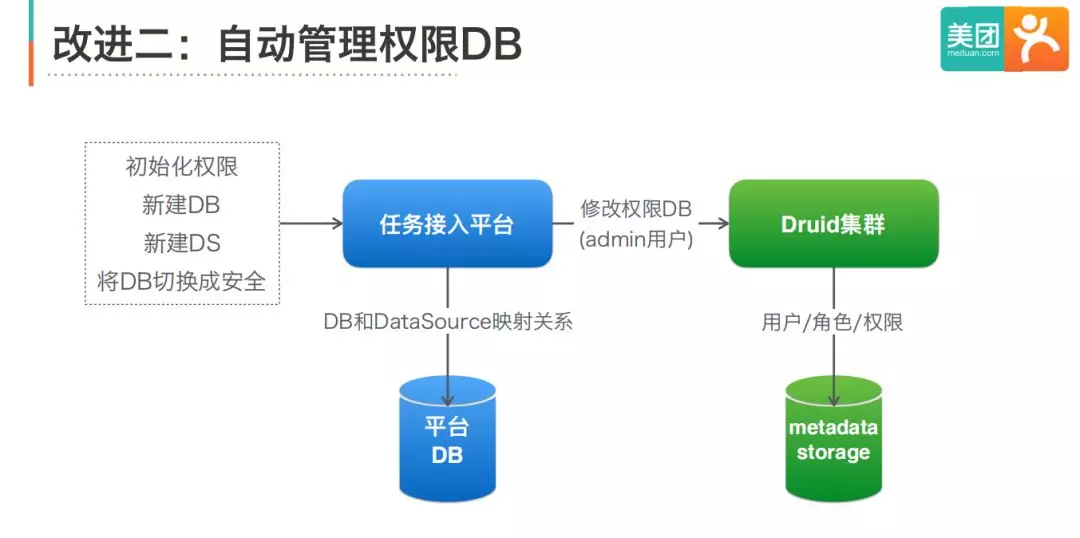 改进二：自动管理权限DB
美团
meituan.com
初始化权限
新建DB
新建DS
将DB切换成安全
任务接入平台
修改权限DB
(admin用户)
Druid集群
DB和DataSource映射关系
用户/角色/权限
平台
DB
metadata
storage